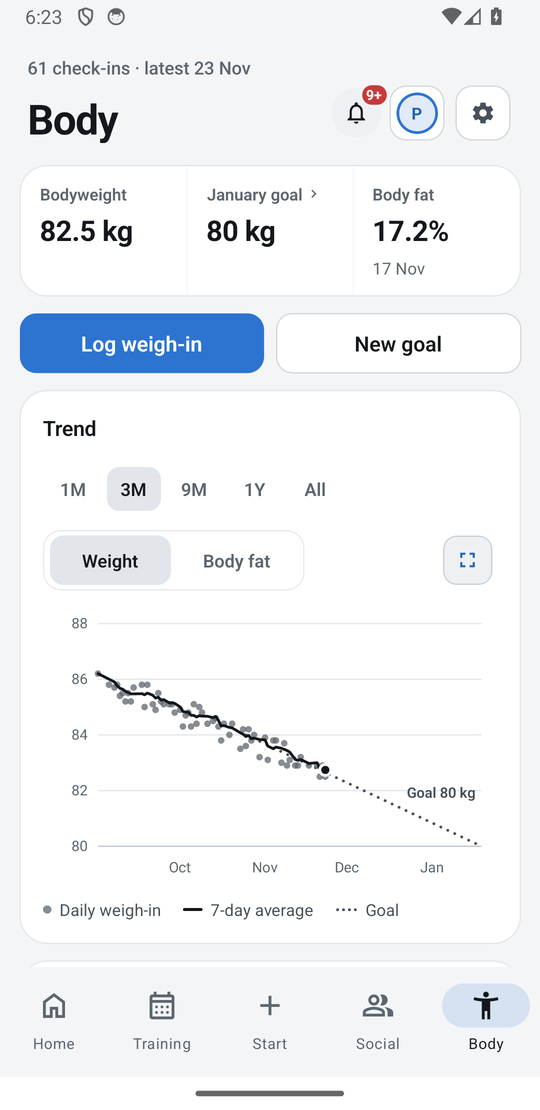 6:23
61 check-ins · latest 23 Nov
Body
9+
P
Bodyweight
82.5 kg
January goal
80 kg
Body fat
17.2%
17 Nov
Log weigh-in
New goal
Trend
1M 3M 9M 1Y All
Weight Body fat
88
86
84
82
80
Goal 80 kg
Oct Nov Dec Jan
Daily weigh-in 7-day average Goal
Home Training Start Social Body